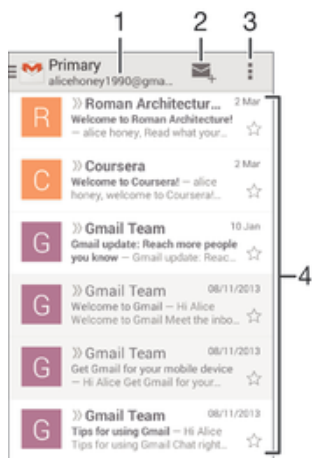 1 2 3
Primary
alicehoney1990@gma...
R
Roman Architectur... 2 Mar
Welcome to Roman Architecture!
— alice honey, Read what your...
C
Coursera 2 Mar
Welcome to Coursera! — alice
honey, welcome to Coursera!...
G
Gmail Team 10 Jan
Gmail update: Reach more people
you know — Gmail update: Reac...
4
G
Gmail Team 08/11/2013
Welcome to Gmail — Hi Alice
Welcome to Gmail Meet the inbo...
G
Gmail Team 08/11/2013
Get Gmail for your mobile device
— Hi Alice Get Gmail for your...
G
Gmail Team 08/11/2013
Tips for using Gmail — Hi Alice
Tips for using Gmail Chat right...